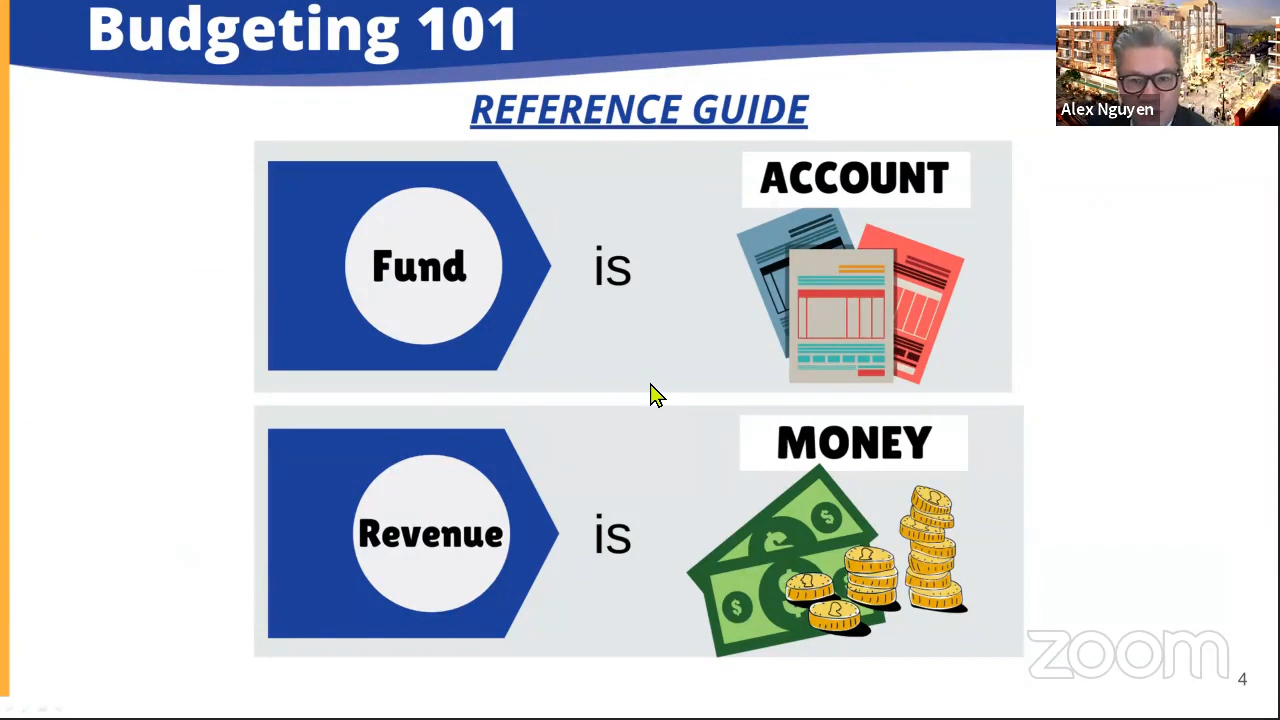 Budgeting 101
Alex Nguyen
REFERENCE GUIDE
ACCOUNT
Fund
is
MONEY
Revenue
is
$
$
$
zoom
4